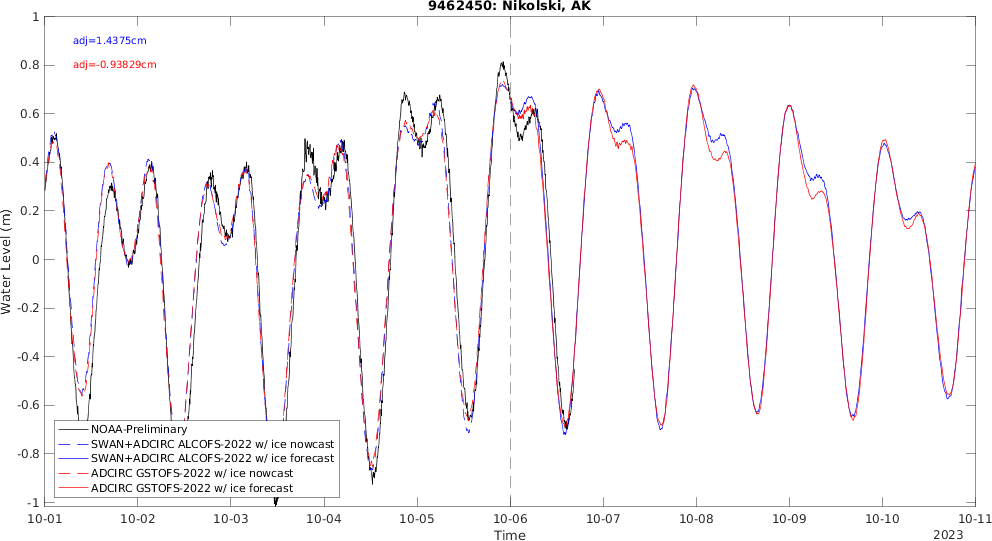 9462450: Nikolski, AK
adj=1.4375cm
adj=-0.93829cm
Water Level (m)
1
0.8
0.6
0.4
0.2
0
-0.2
-0.4
-0.6
-0.8
-1
NOAA-Preliminary
SWAN+ADCIRC ALCOFS-2022 w/ ice nowcast
SWAN+ADCIRC ALCOFS-2022 w/ ice forecast
ADCIRC GSTOFS-2022 w/ ice nowcast
ADCIRC GSTOFS-2022 w/ ice forecast
10-01 10-02 10-03 10-04 10-05 10-06 10-07 10-08 10-09 10-10 10-11
Time
2023